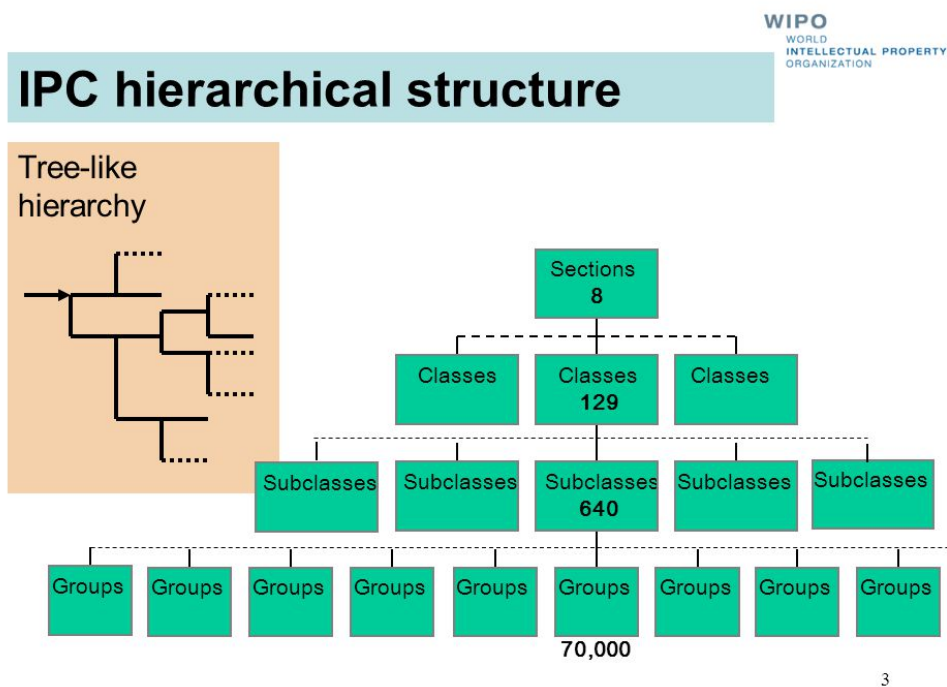 WIPO
WORLD
INTELLECTUAL PROPERTY
ORGANIZATION
IPC hierarchical structure
Tree-like
hierarchy
Sections
8
Classes Classes Classes
129
Subclasses Subclasses Subclasses Subclasses Subclasses
640
Groups Groups Groups Groups Groups Groups Groups Groups Groups
70,000
3